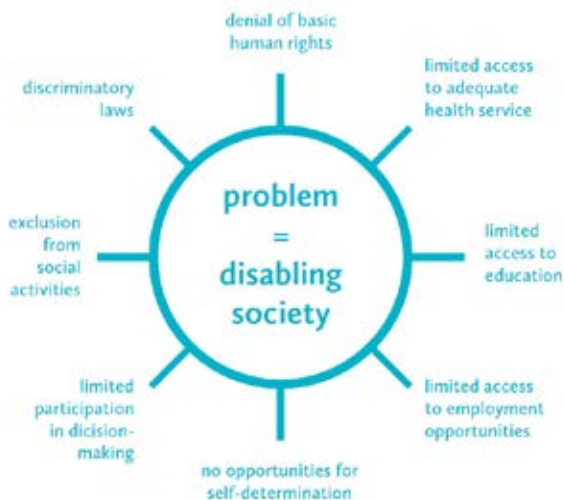 denial of basic
human rights
limited access
to adequate
health service
limited
access to
education
limited access
to employment
opportunities
no opportunities for
self-determination
limited
participation
in dicision-
making
exclusion
from
social
activities
discriminatory
laws
problem
=
disabling
society